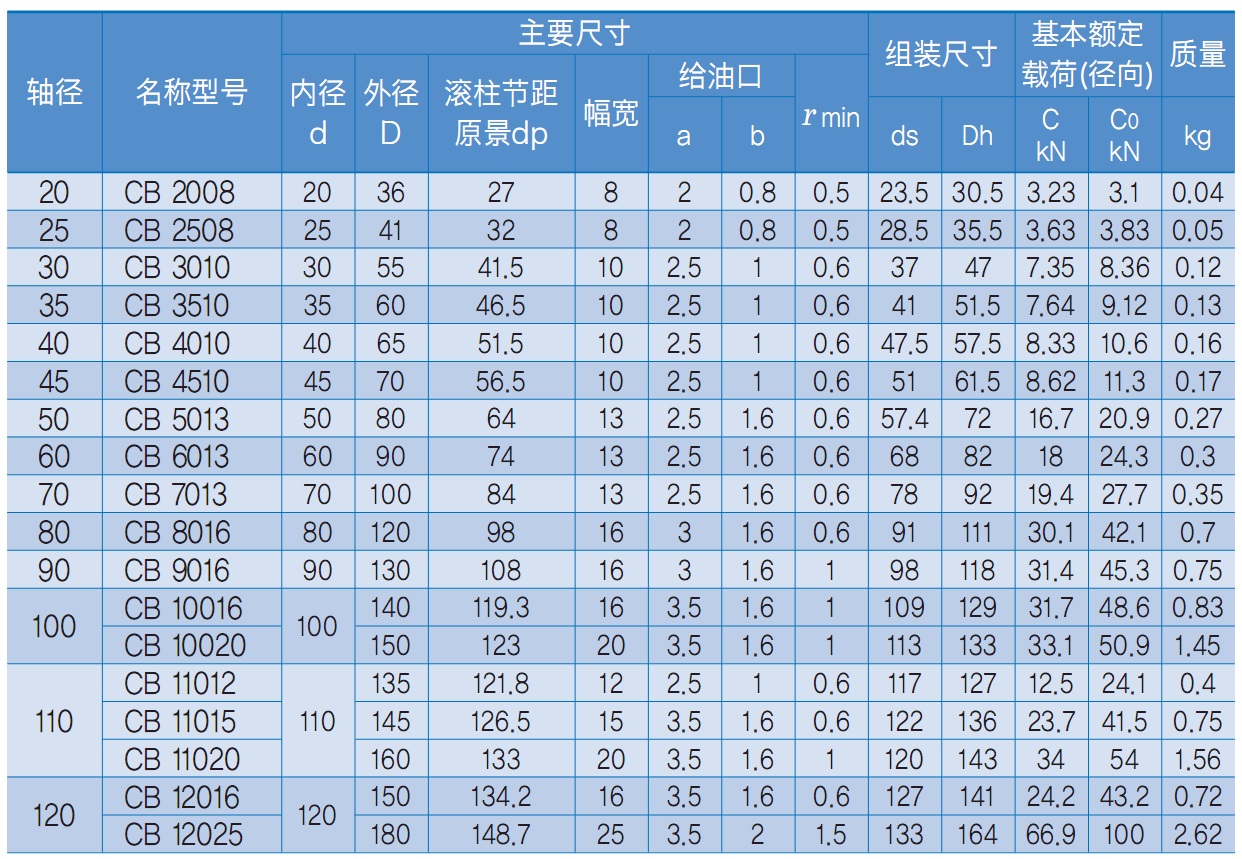 主要尺寸 组装尺寸 基本额定载荷(径向) 质量
轴径 名称型号 内径 d 外径 D 滚柱节距原景dp 幅宽 给油口 r min
a b ds Dh C kN Co kN kg
20 CB 2008 20 36 27 8 2 0.8 0.5 23.5 30.5 3.23 3.1 0.04
25 CB 2508 25 41 32 8 2 0.8 0.5 28.5 35.5 3.63 3.83 0.05
30 CB 3010 30 55 41.5 10 2.5 1 0.6 37 47 7.35 8.36 0.12
35 CB 3510 35 60 46.5 10 2.5 1 0.6 41 51.5 7.64 9.12 0.13
40 CB 4010 40 65 51.5 10 2.5 1 0.6 47.5 57.5 8.33 10.6 0.16
45 CB 4510 45 70 56.5 10 2.5 1 0.6 51 61.5 8.62 11.3 0.17
50 CB 5013 50 80 64 13 2.5 1.6 0.6 57.4 72 16.7 20.9 0.27
60 CB 6013 60 90 74 13 2.5 1.6 0.6 68 82 18 24.3 0.3
70 CB 7013 70 100 84 13 2.5 1.6 0.6 78 92 19.4 27.7 0.35
80 CB 8016 80 120 98 16 3 1.6 0.6 91 111 30.1 42.1 0.7
90 CB 9016 90 130 108 16 3 1.6 1 98 118 31.4 45.3 0.75
100 CB 10016 100 140 119.3 16 3.5 1.6 1 109 129 31.7 48.6 0.83
CB 10020 150 123 20 3.5 1.6 1 113 133 33.1 50.9 1.45
CB 11012 135 121.8 12 2.5 1 0.6 117 127 12.5 24.1 0.4
110 CB 11015 110 145 126.5 15 3.5 1.6 0.6 122 136 23.7 41.5 0.75
CB 11020 160 133 20 3.5 1.6 1 120 143 34 54 1.56
120 CB 12016 120 150 134.2 16 3.5 1.6 0.6 127 141 24.2 43.2 0.72
CB 12025 180 148.7 25 3.5 2 1.5 133 164 66.9 100 2.62